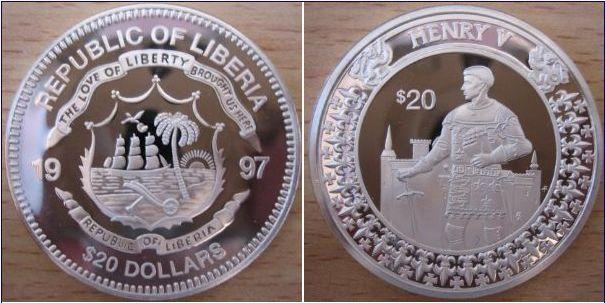 REPUBLIC OF LIBERIA
THE LOVE OF LIBERTY BROUGHT US HERE
19 97
REPUBLIC OF LIBERIA
$20 DOLLARS
HENRY V
$20